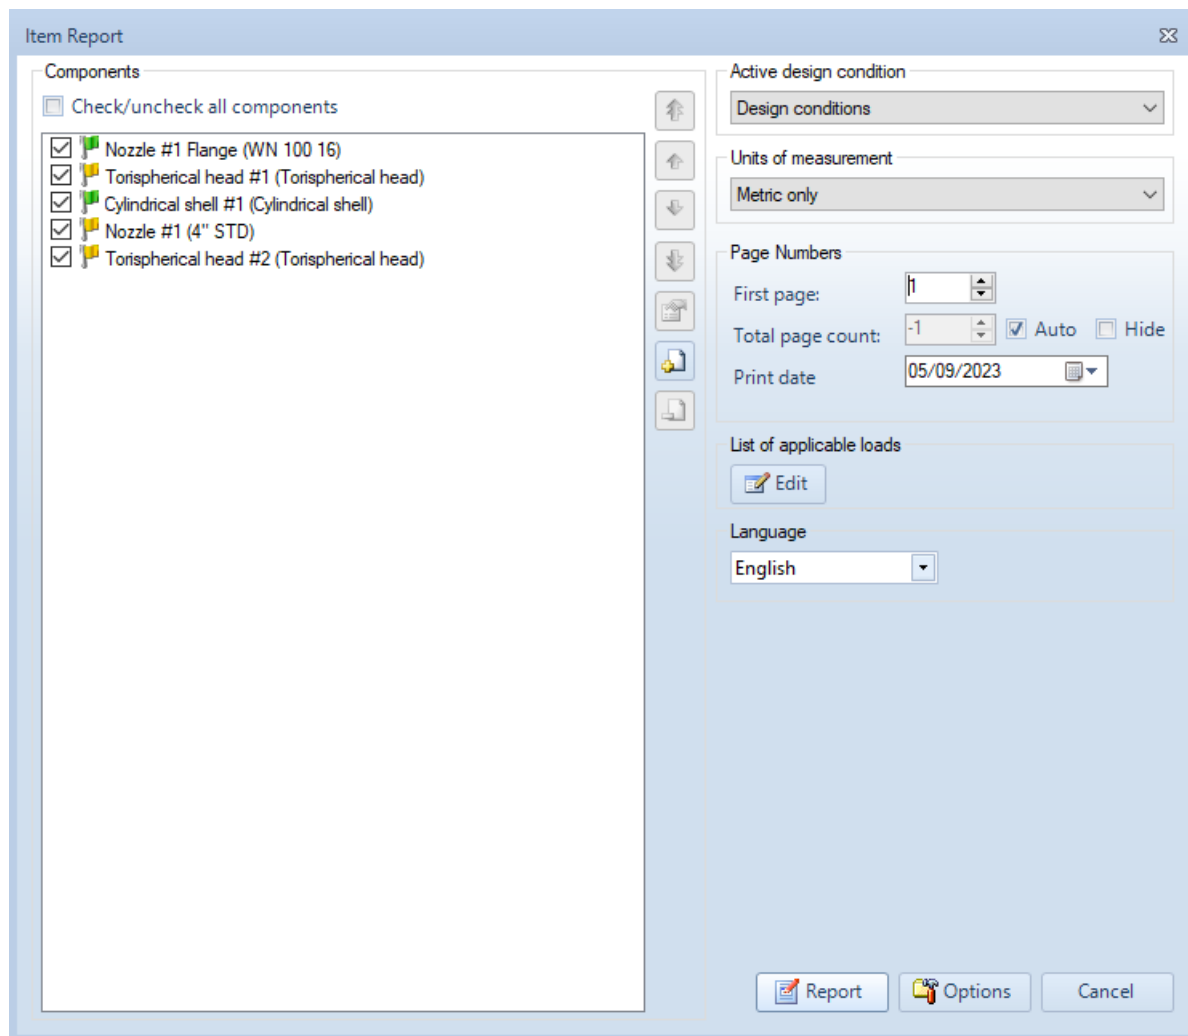 Item Report
Components
Check/uncheck all components
Nozzle #1 Flange (WN 100 16)
Torispherical head #1 (Torispherical head)
Cylindrical shell #1 (Cylindrical shell)
Nozzle #1 (4" STD)
Torispherical head #2 (Torispherical head)
Active design condition
Design conditions
Units of measurement
Metric only
Page Numbers
First page: 1
Total page count: -1 Auto Hide
Print date 05/09/2023
List of applicable loads
Edit
Language
English
Report Options Cancel